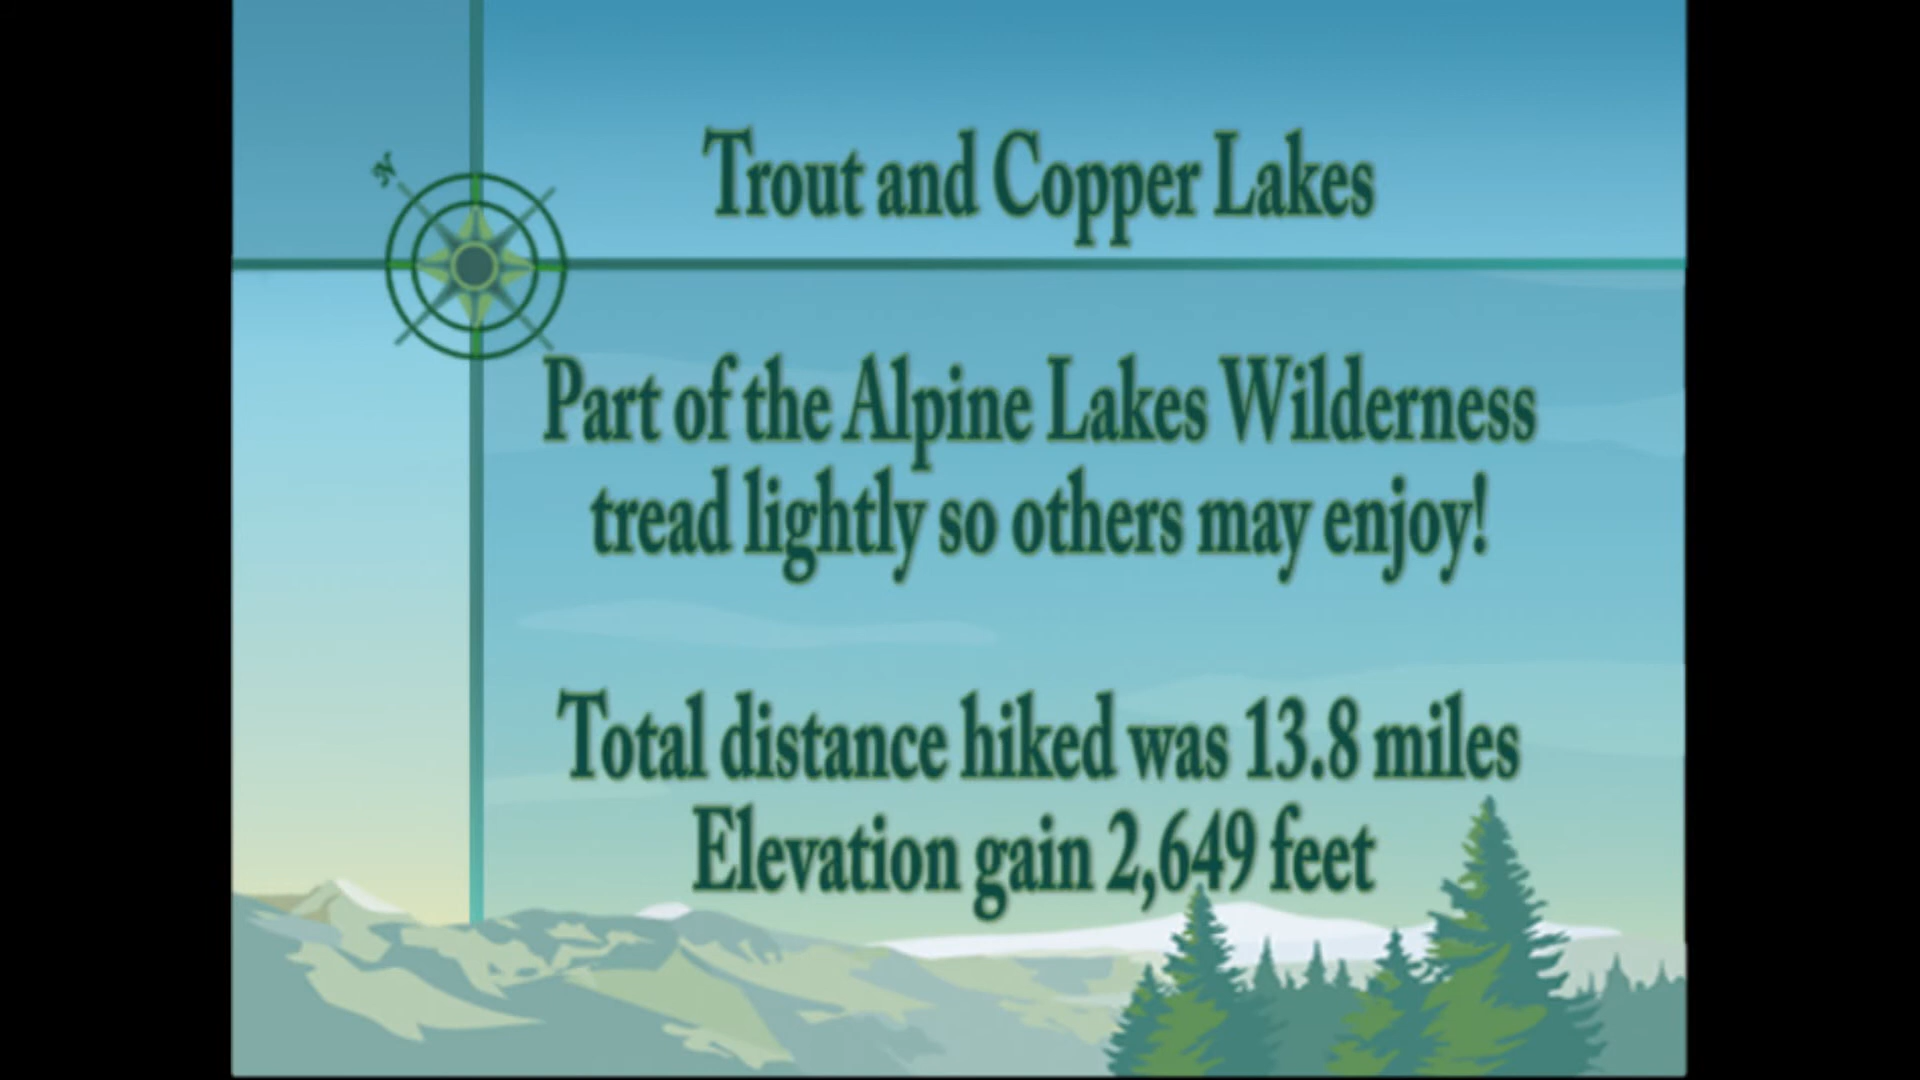 N
Trout and Copper Lakes
Part of the Alpine Lakes Wilderness
tread lightly so others may enjoy!
Total distance hiked was 13.8 miles
Elevation gain 2,649 feet